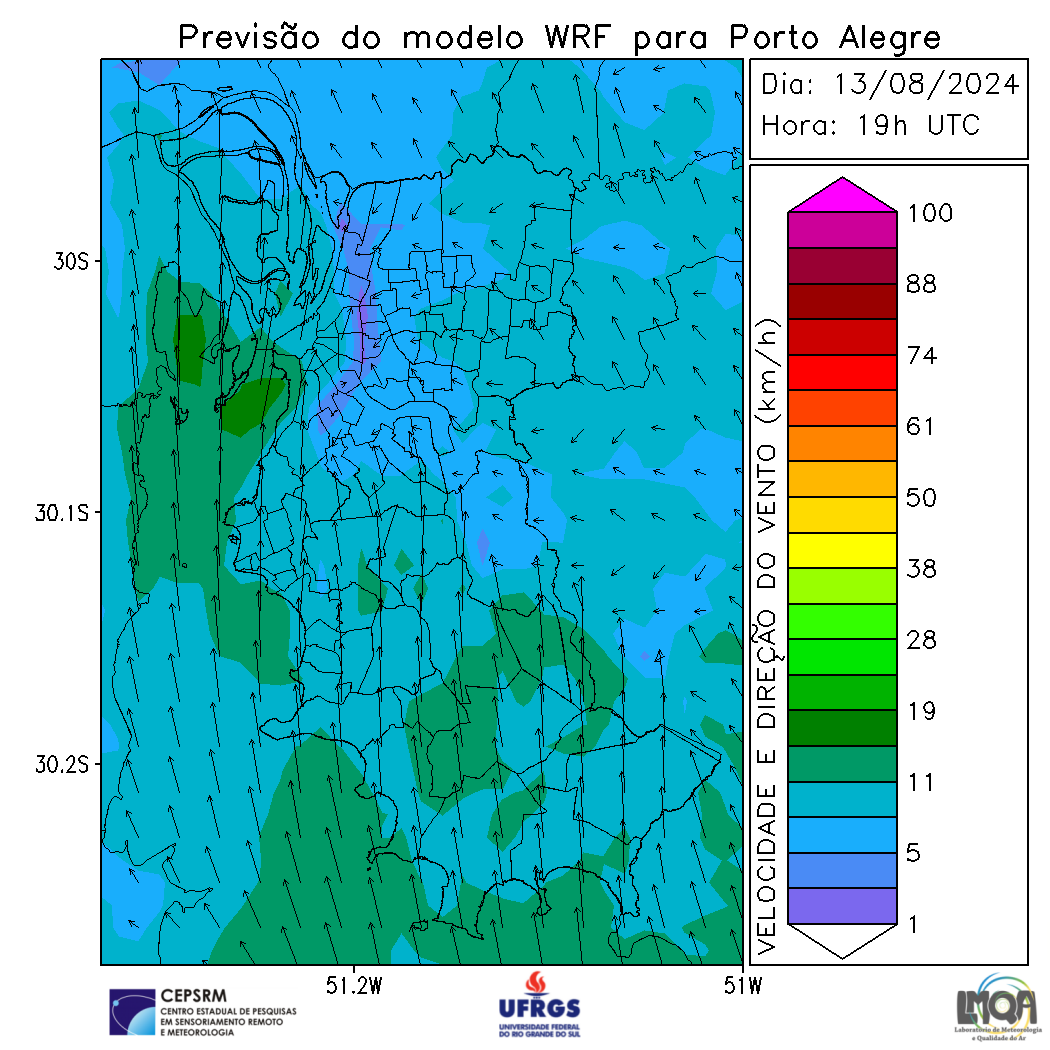 Previsão do modelo WRF para Porto Alegre
Dia: 13/08/2024
Hora: 19h UTC
30S
30.1S
30.2S
51.2W
51W
VELOCIDADE E DIREÇÃO DO VENTO (km/h)
100
88
74
61
50
38
28
19
11
5
1
CEPSRM
CENTRO ESTADUAL DE PESQUISAS
EM SENSORIAMENTO REMOTO
E METEOROLOGIA
UFRGS
UNIVERSIDADE FEDERAL
DO RIO GRANDE DO SUL
LMQA
Laboratório de Meteorologia
e Qualidade do Ar